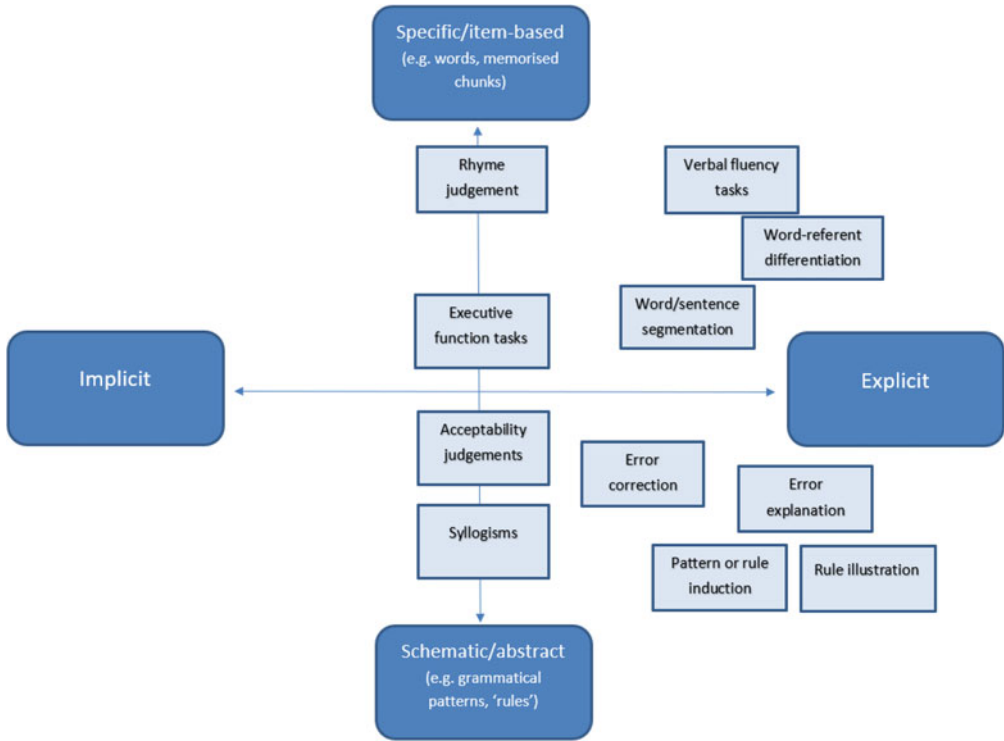 Specific/item-based
(e.g. words, memorised
chunks)
Rhyme
judgement
Verbal fluency
tasks
Word-referent
differentiation
Executive
function tasks
Word/sentence
segmentation
Implicit
Explicit
Acceptability
judgements
Error
correction
Error
explanation
Syllogisms
Pattern or rule
induction
Rule illustration
Schematic/abstract
(e.g. grammatical
patterns, ‘rules’)